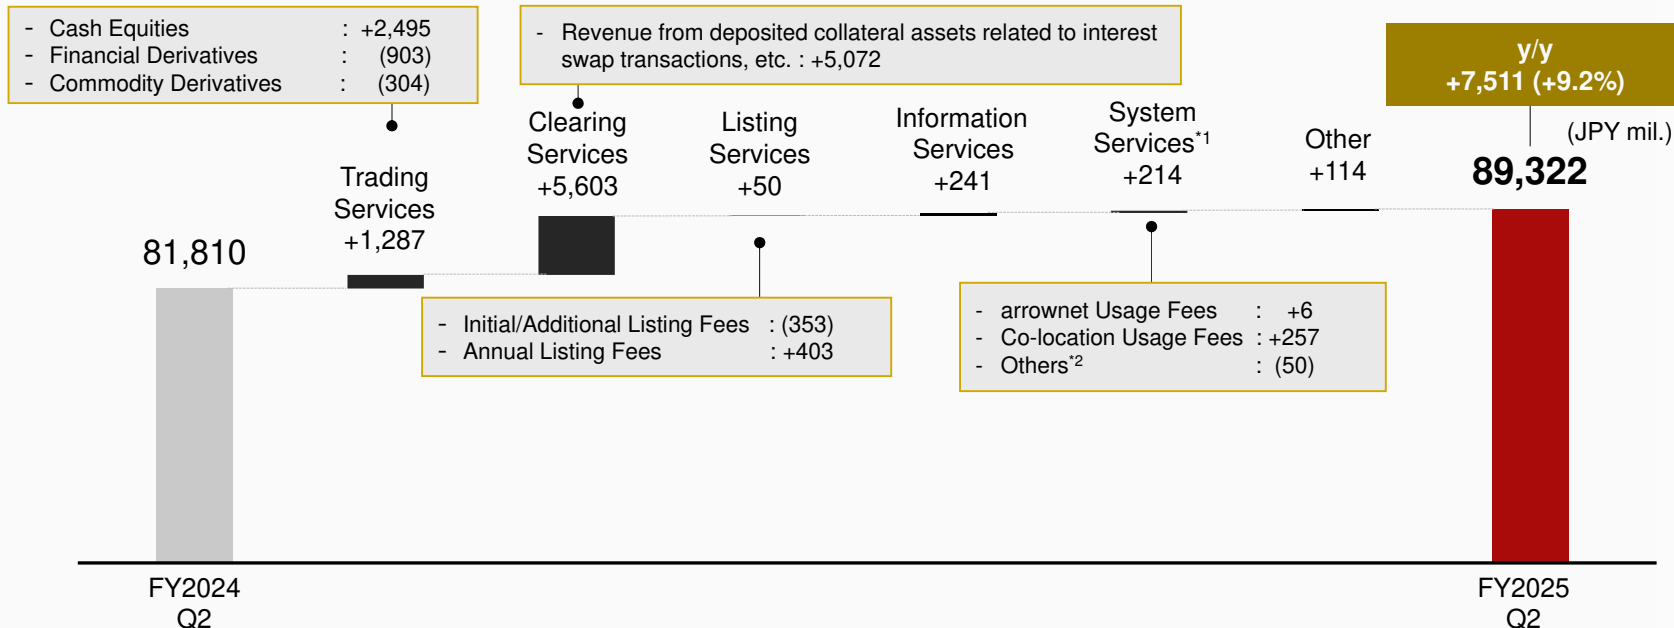 - Cash Equities : +2,495
- Financial Derivatives : (903)
- Commodity Derivatives : (304)
- Revenue from deposited collateral assets related to interest
swap transactions, etc. : +5,072
y/y
+7,511 (+9.2%)
(JPY mil.)
81,810
Trading
Services
+1,287
Clearing
Services
+5,603
Listing
Services
+50
Information
Services
+241
System
Services*1
+214
Other
+114
89,322
- Initial/Additional Listing Fees : (353)
- Annual Listing Fees : +403
- arrownet Usage Fees : +6
- Co-location Usage Fees : +257
- Others*2 : (50)
FY2024
Q2
FY2025
Q2